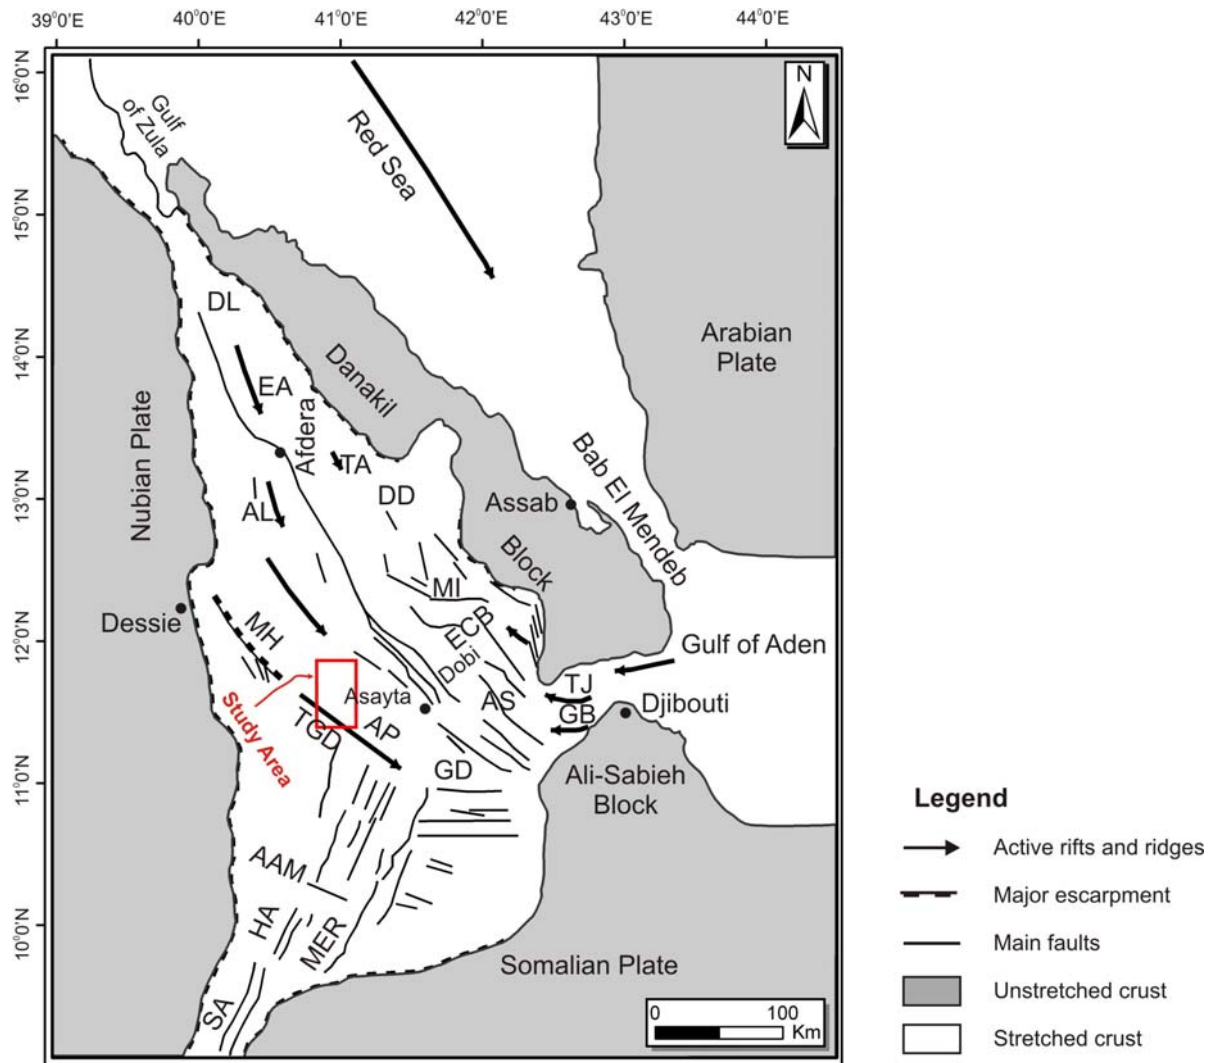 39°0'E 40°0'E 41°0'E 42°0'E 43°0'E 44°0'E
16°0'N
15°0'N
14°0'N
13°0'N
12°0'N
11°0'N
10°0'N
N
Gulf
of Zula
Red Sea
DL
Arabian
Plate
Danakil
EA
Afdera
TA
Nubian Plate
DD
AL
Assab
Bab El Mendeb
Block
MI
Dessie
MH
ECB
Dobi
Gulf of Aden
TJ
Asayta
AS
GB
Djibouti
Study Area
TGD
AP
GD
Ali-Sabieh
Block
AAM
HA
MER
Somalian Plate
SA
0 100
Km
Legend
Active rifts and ridges
Major escarpment
Main faults
Unstretched crust
Stretched crust